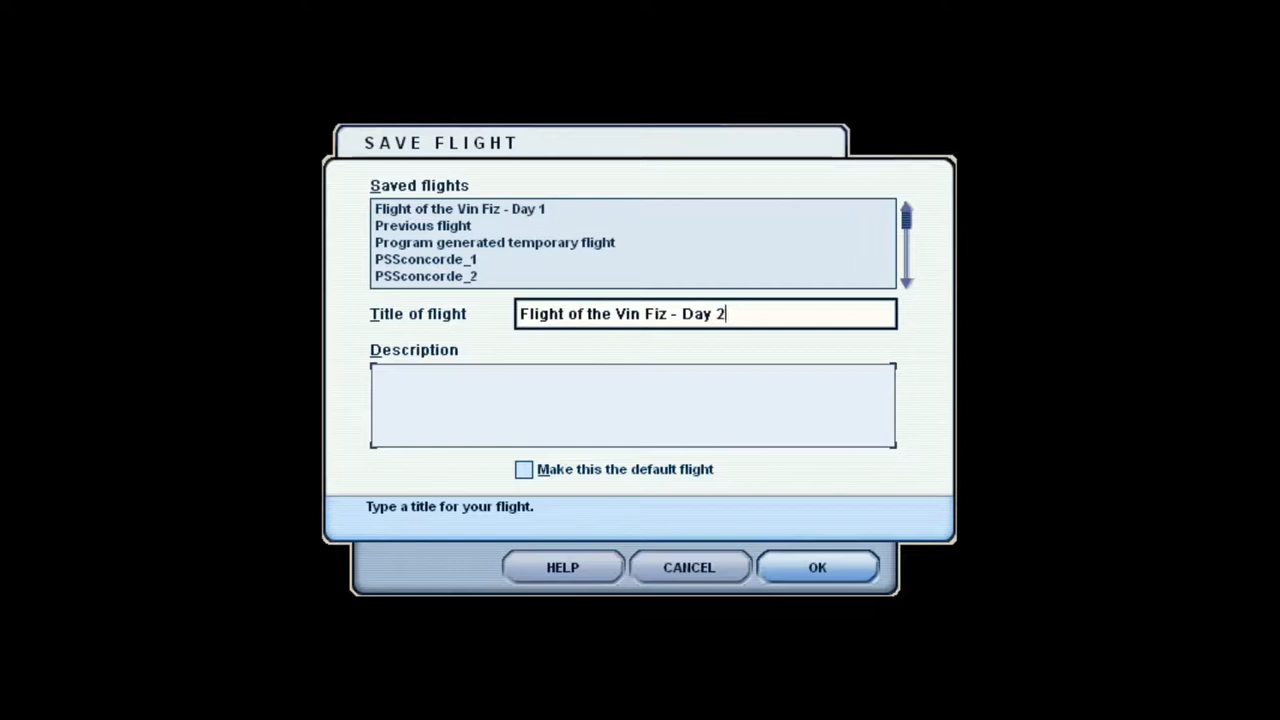 SAVE FLIGHT
Saved flights
Flight of the Vin Fiz - Day 1
Previous flight
Program generated temporary flight
PSSconcorde_1
PSSconcorde_2
Title of flight
Flight of the Vin Fiz - Day 2
Description
Make this the default flight
Type a title for your flight.
HELP
CANCEL
OK